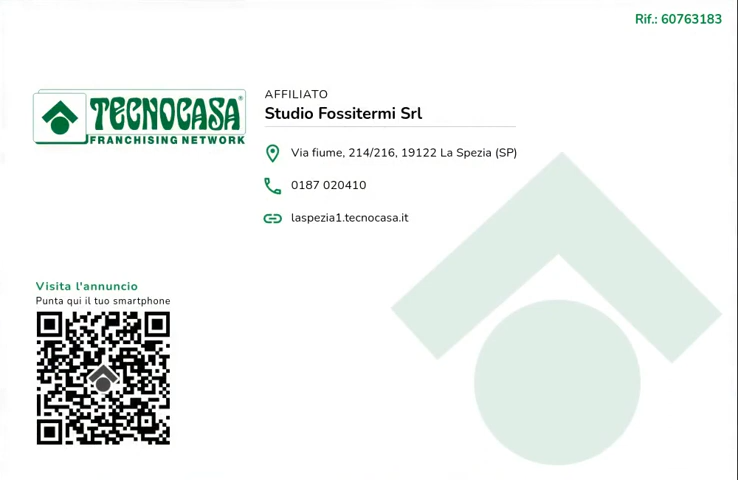 Rif.: 60763183
TECNOCASA®
FRANCHISING NETWORK
AFFILIATO
Studio Fossitermi Srl
Via fiume, 214/216, 19122 La Spezia (SP)
0187 020410
laspezia1.tecnocasa.it
Visita l'annuncio
Punta qui il tuo smartphone